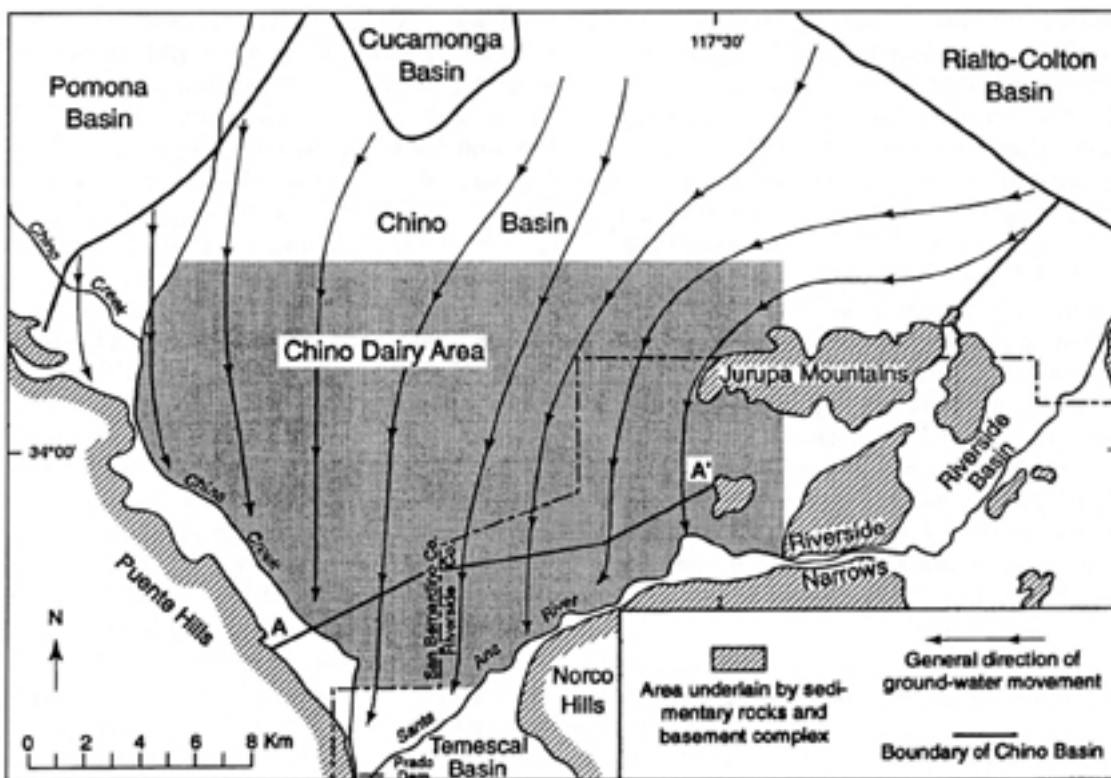 117°30'
Cucamonga
Basin
Pomona
Basin
Rialto-Colton
Basin
Chino
Creek
Chino Basin
Chino Dairy Area
Jurupa Mountains
34°00'
A'
Riverside
Basin
Chino
Creek
Riverside
Narrows
Puente Hills
San Bernardino Co.
Riverside Co.
A
N
Santa Ana River
Norco
Hills
Area underlain by sedi-
mentary rocks and
basement complex
General direction of
ground-water movement
Boundary of Chino Basin
0 2 4 6 8 Km
Temescal
Basin
Prado
Dam